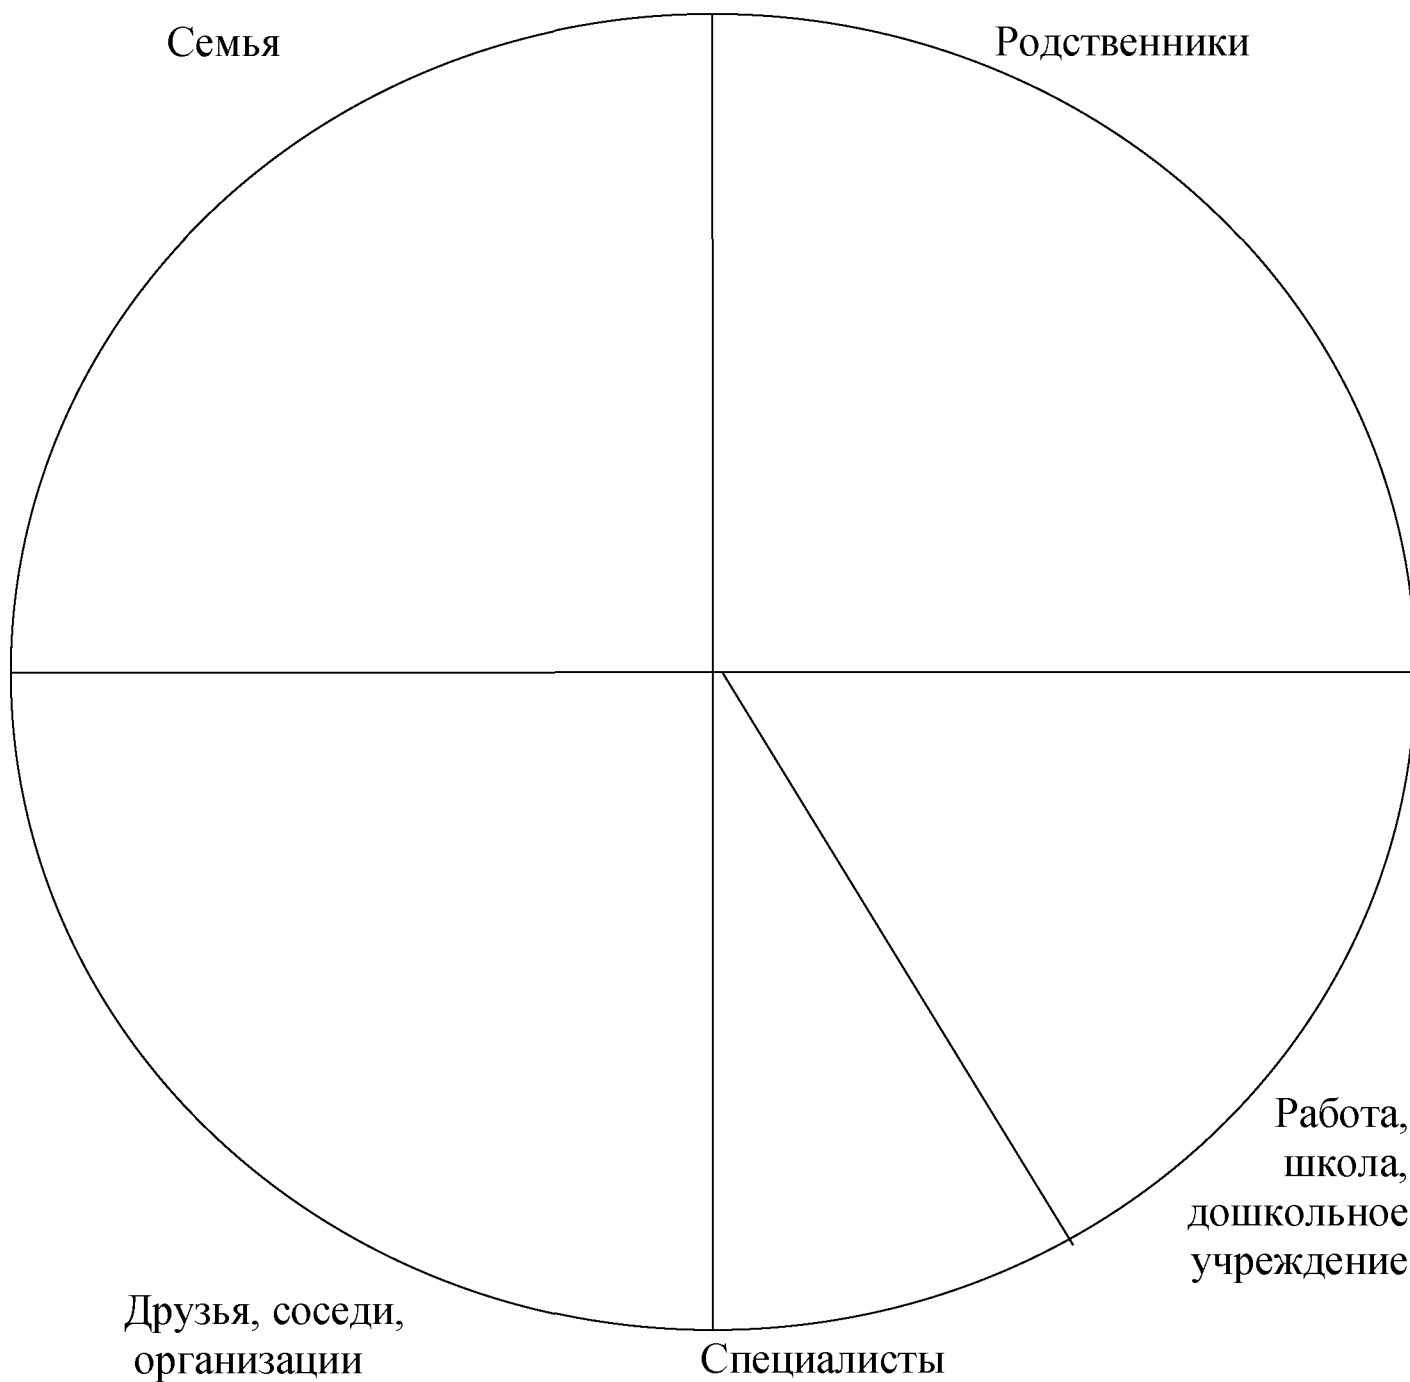 Семья
Родственники
Работа,
школа,
дошкольное
учреждение
Друзья, соседи,
организации
Специалисты